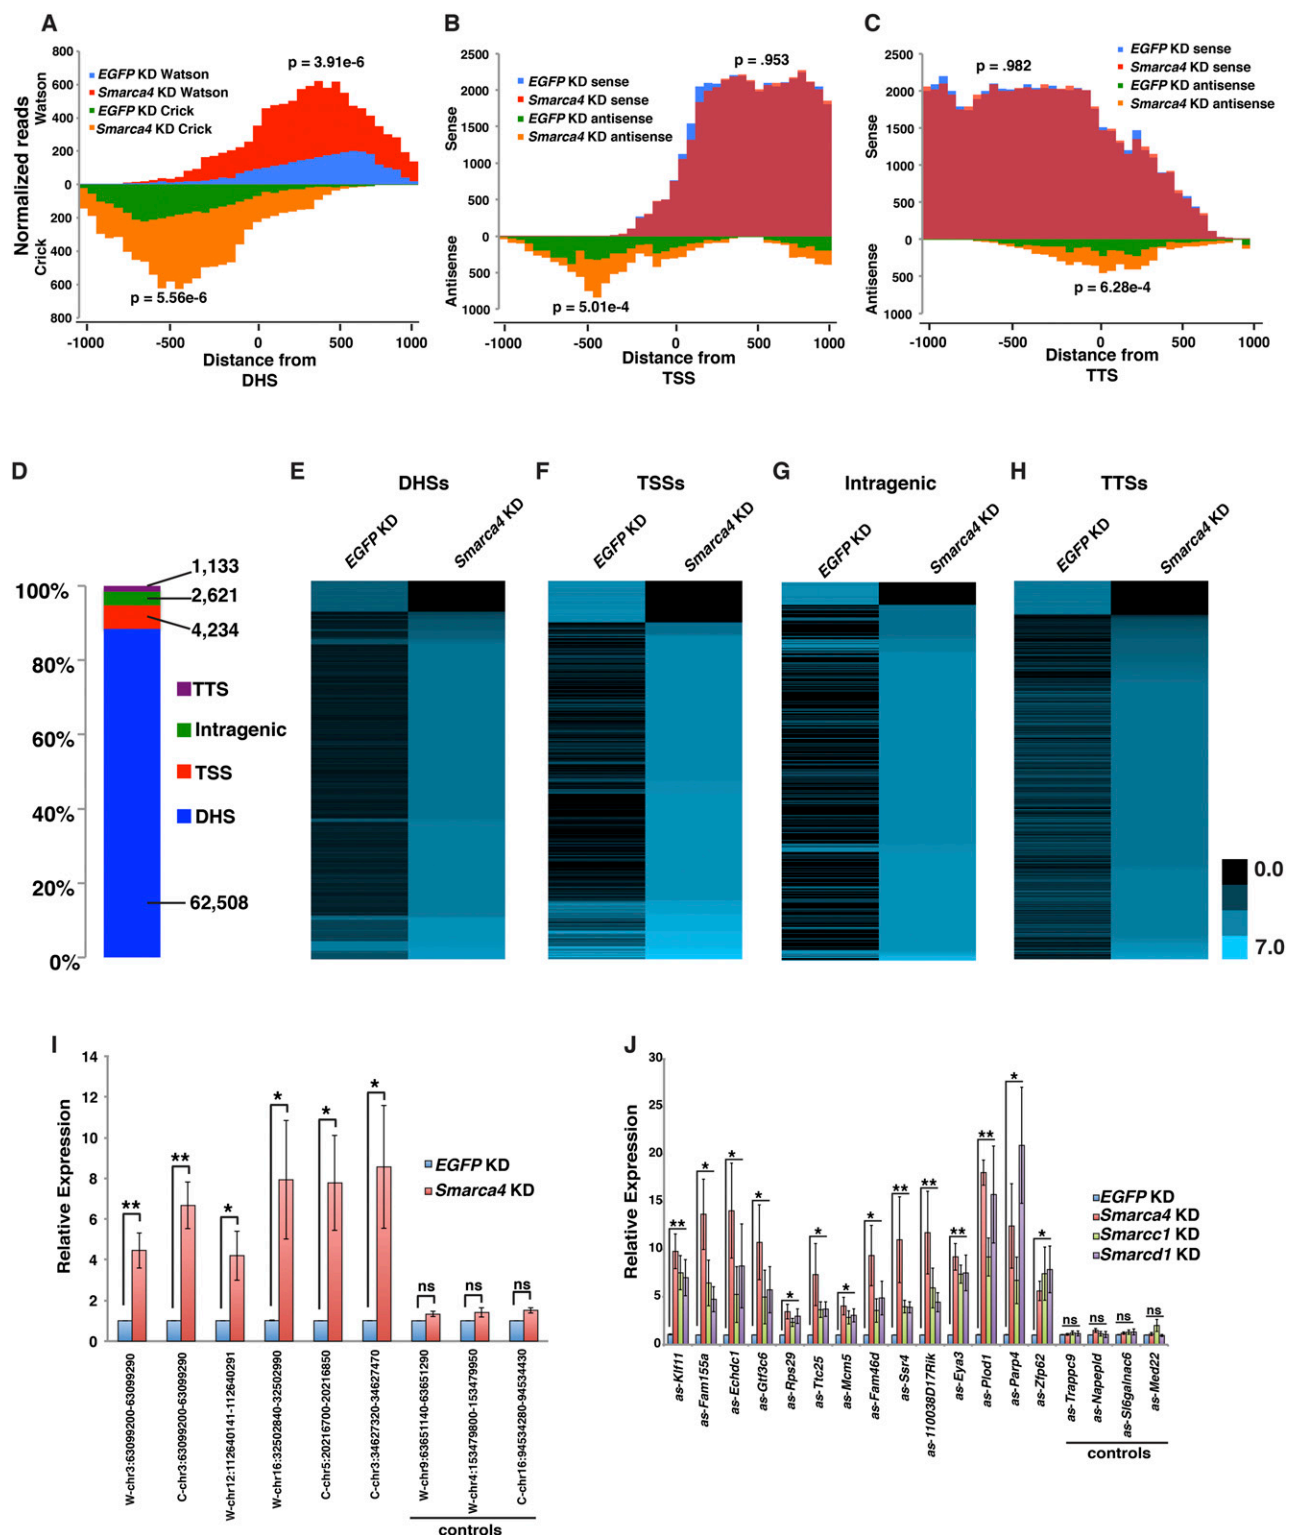 A
800
600
400
200
0
200
400
600
800
Watson
Crick
Normalized reads
EGFP KD Watson
Smarca4 KD Watson
EGFP KD Crick
Smarca4 KD Crick
p = 3.91e-6
p = 5.56e-6
-1000
-500
0
500
1000
Distance from
DHS
B
2500
2000
1500
1000
500
0
500
1000
Sense
Antisense
EGFP KD sense
Smarca4 KD sense
EGFP KD antisense
Smarca4 KD antisense
p = .953
p = 5.01e-4
-1000
-500
0
500
1000
Distance from
TSS
C
2500
2000
1500
1000
500
0
500
1000
Sense
Antisense
EGFP KD sense
Smarca4 KD sense
EGFP KD antisense
Smarca4 KD antisense
p = .982
p = 6.28e-4
-1000
-500
0
500
1000
Distance from
TTS
D
100%
80%
60%
40%
20%
0%
1,133
2,621
4,234
62,508
TTS
Intragenic
TSS
DHS
E
DHSs
EGFP KD
Smarca4 KD
F
TSSs
EGFP KD
Smarca4 KD
G
Intragenic
EGFP KD
Smarca4 KD
H
TTSs
EGFP KD
Smarca4 KD
0.0
7.0
I
Relative Expression
14
12
10
8
6
4
2
0
**
**
*
*
*
*
ns
ns
ns
EGFP KD
Smarca4 KD
W-chr3:63099200-63099290
C-chr3:63099200-63099290
W-chr12:112640141-112640291
W-chr16:32502840-32502990
C-chr5:20216700-20216850
C-chr3:34627320-34627470
W-chr9:63651140-63651290
W-chr4:153479800-153479950
C-chr16:94534280-94534430
controls
J
Relative Expression
30
25
20
15
10
5
0
**
*
*
*
*
*
*
*
**
**
**
**
*
*
ns
ns
ns
ns
EGFP KD
Smarca4 KD
Smarcc1 KD
Smarcd1 KD
as-Klf11
as-Fam155a
as-Echdc1
as-Gtf3c6
as-Rps29
as-Ttc25
as-Mcm5
as-Fam46d
as-Ssr4
as-110038D17Rik
as-Eya3
as-Plod1
as-Parp4
as-Zfp62
as-Trappc9
as-Napepld
as-Sl6galnac6
as-Med22
controls